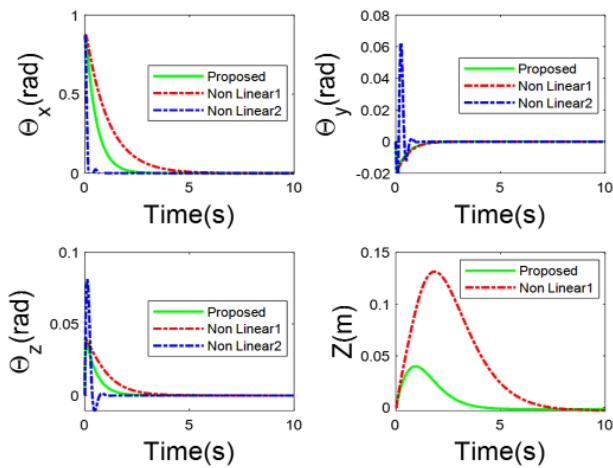 1
0.5
0
Θx(rad)
Proposed
Non Linear1
Non Linear2
0 5 10
Time(s)
0.08
0.06
0.04
0.02
0
-0.02
Θy(rad)
Proposed
Non Linear1
Non Linear2
0 5 10
Time(s)
0.1
0.05
0
Θz(rad)
Proposed
Non Linear1
Non Linear2
0 5 10
Time(s)
0.15
0.10
0.05
0
Z(m)
Proposed
Non Linear1
0 5 10
Time(s)